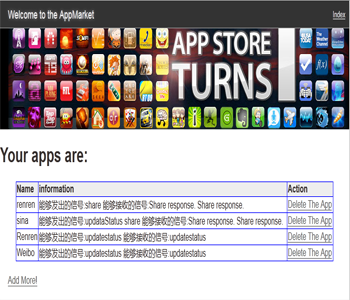 Welcome to the AppMarket
Index
APP STORE
TURNS
The Weather Channel
f(x)
Your apps are:
Name information Action
renren 能够发出的信号:share 能够接收的信号:Share response. Share response. Delete The App
sina 能够发出的信号:updataStatus share 能够接收的信号:Share response. Share response. Delete The App
Renren 能够发出的信号:updatestatus 能够接收的信号:updatestatus Delete The App
Weibo 能够发出的信号:updatestatus 能够接收的信号:updatestatus Delete The App
Add More!